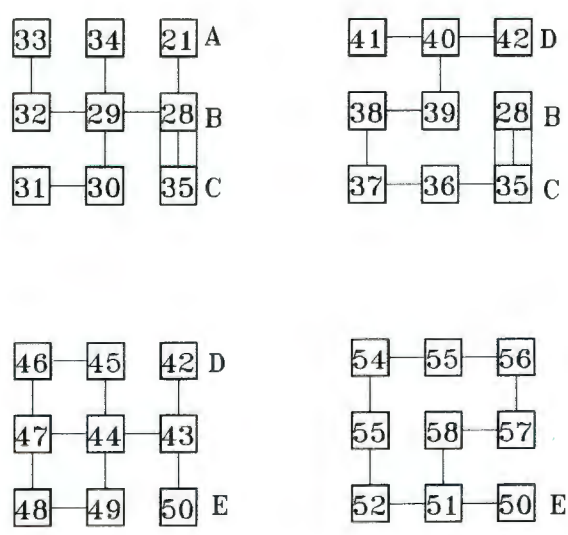 33 34 21 A
32 29 28 B
31 30 35 C
41 40 42 D
38 39 28 B
37 36 35 C
46 45 42 D
47 44 43
48 49 50 E
54 55 56
55 58 57
52 51 50 E